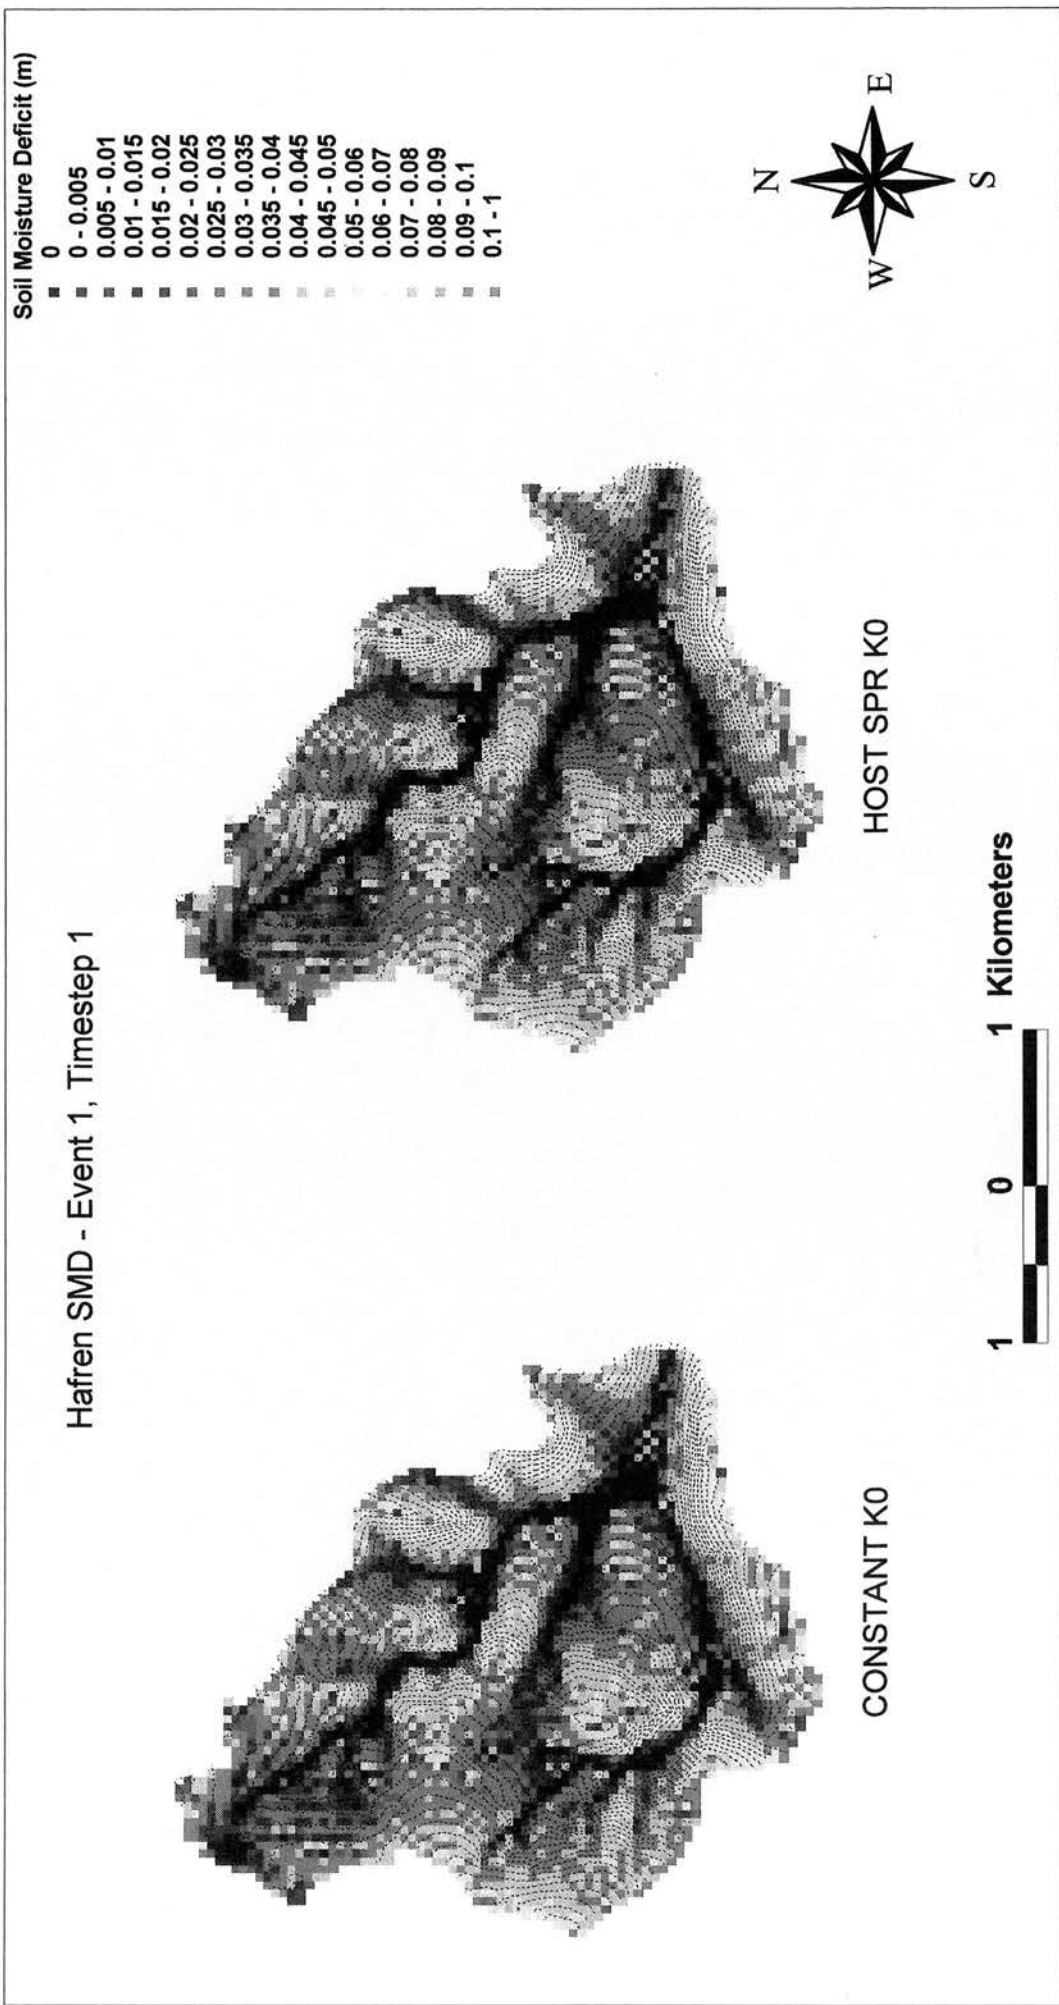 Hafren SMD - Event 1, Timestep 1
Soil Moisture Deficit (m)
0
0 - 0.005
0.005 - 0.01
0.01 - 0.015
0.015 - 0.02
0.02 - 0.025
0.025 - 0.03
0.03 - 0.035
0.035 - 0.04
0.04 - 0.045
0.045 - 0.05
0.05 - 0.06
0.06 - 0.07
0.07 - 0.08
0.08 - 0.09
0.09 - 0.1
0.1 - 1
N
W
E
S
CONSTANT K0
HOST SPR K0
1 0 1 Kilometers